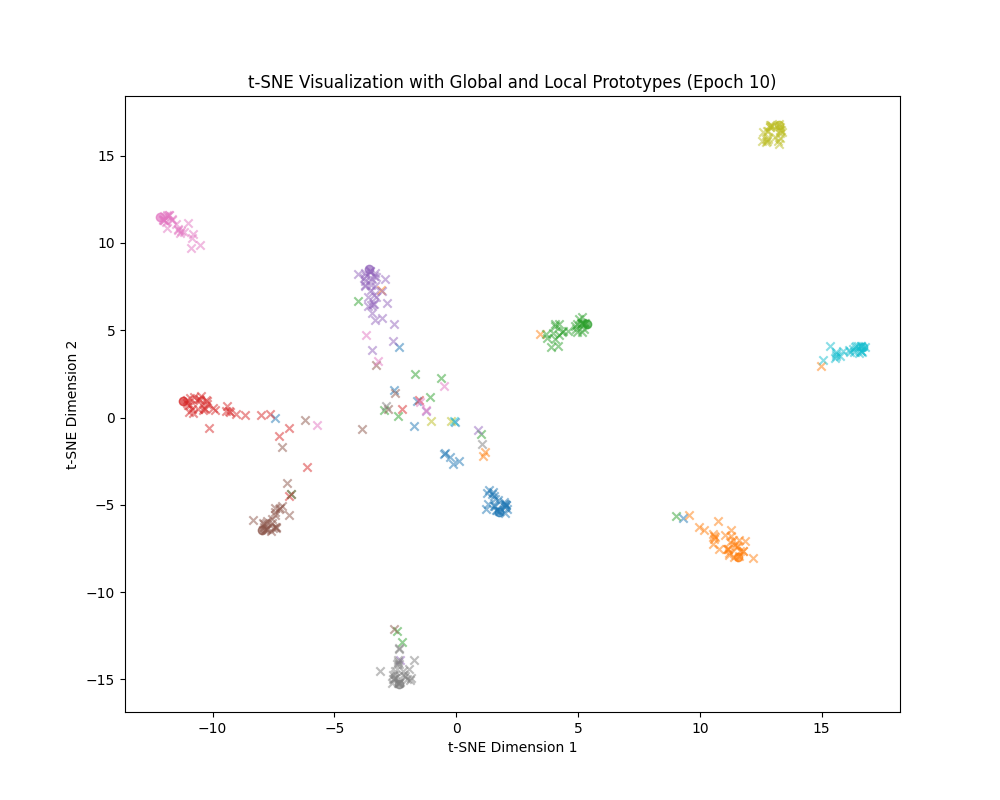 t-SNE Visualization with Global and Local Prototypes (Epoch 10)
15
10
5
0
−5
−10
−15
t-SNE Dimension 2
−10 −5 0 5 10 15
t-SNE Dimension 1